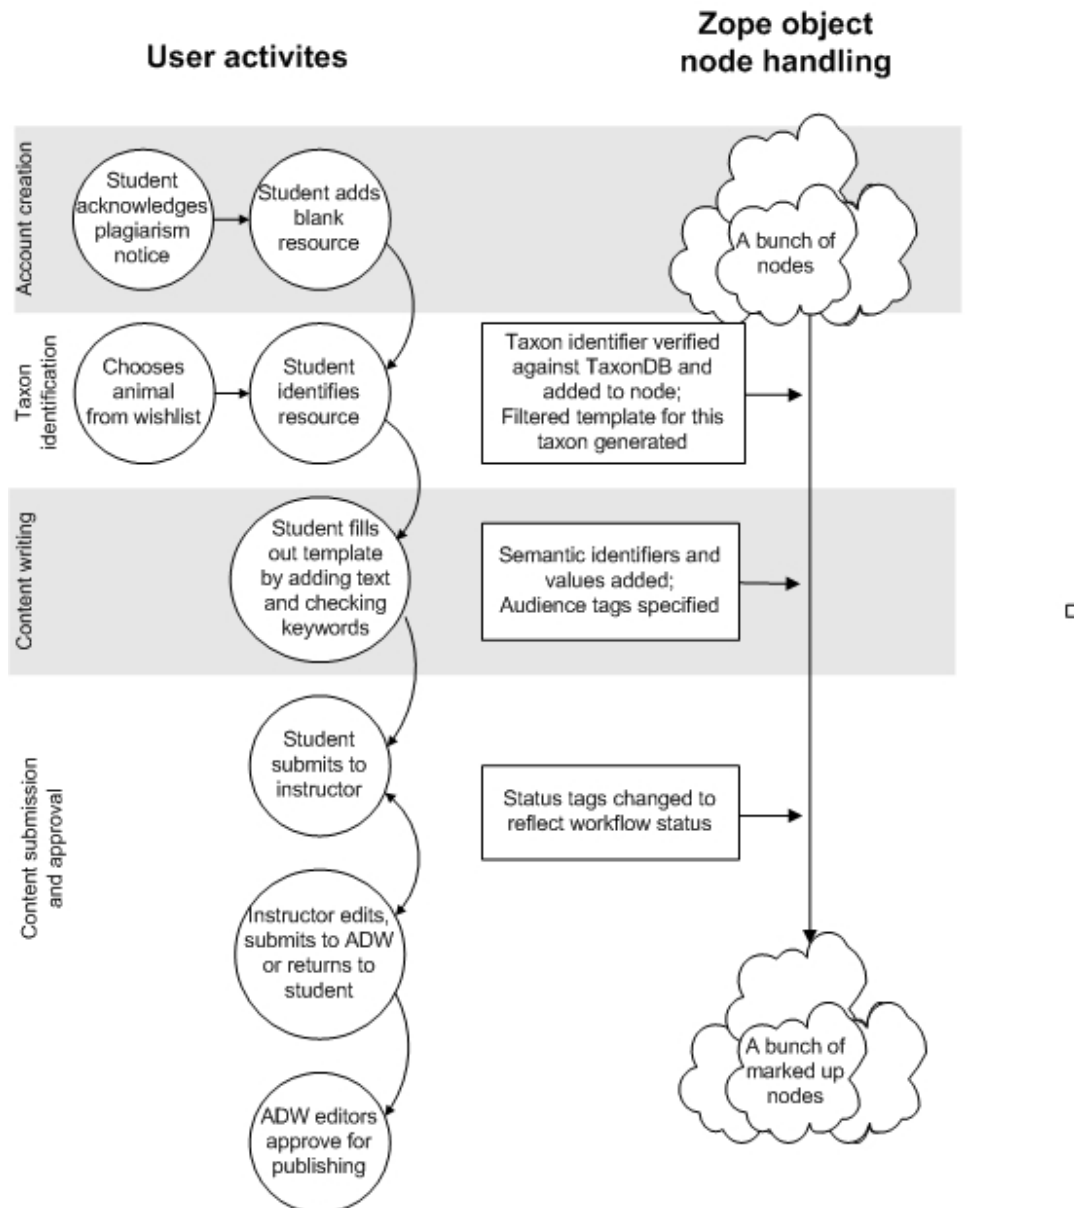 User activites
Zope object
node handling
Account creation
Student
acknowledges
plagiarism
notice
Student adds
blank
resource
A bunch of
nodes
Taxon
identification
Chooses
animal
from wishlist
Student
identifies
resource
Taxon identifier verified
against TaxonDB and
added to node;
Filtered template for this
taxon generated
Content writing
Student fills
out template
by adding text
and checking
keywords
Semantic identifiers and
values added;
Audience tags specified
Content submission
and approval
Student
submits to
instructor
Status tags changed to
reflect workflow status
Instructor edits,
submits to ADW
or returns to
student
A bunch of
marked up
nodes
ADW editors
approve for
publishing